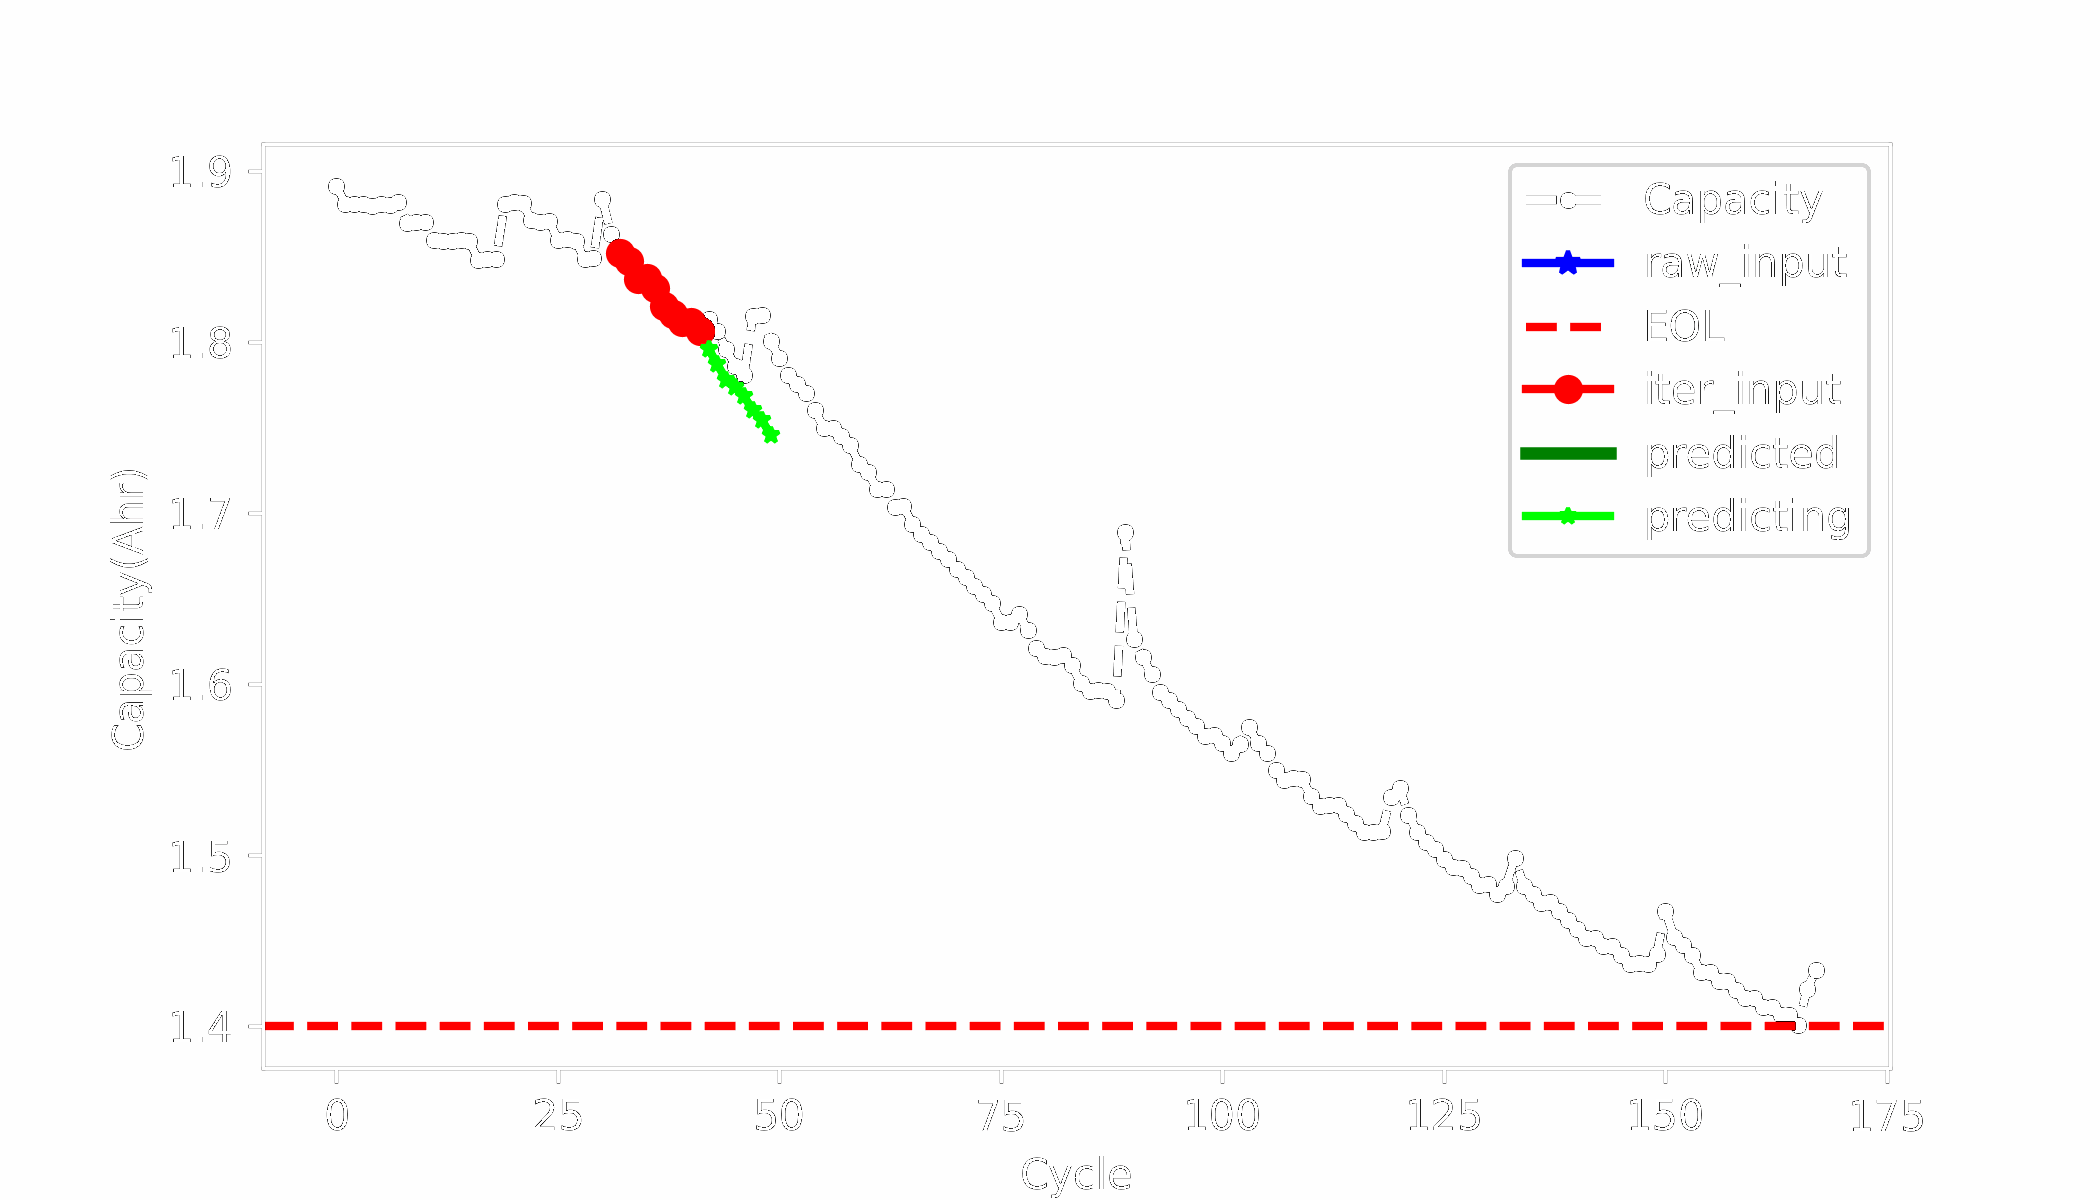 1.9
1.8
1.7
1.6
1.5
1.4
Capacity(Ahr)
0 25 50 75 100 125 150 175
Cycle
Capacity
raw_input
EOL
iter_input
predicted
predicting